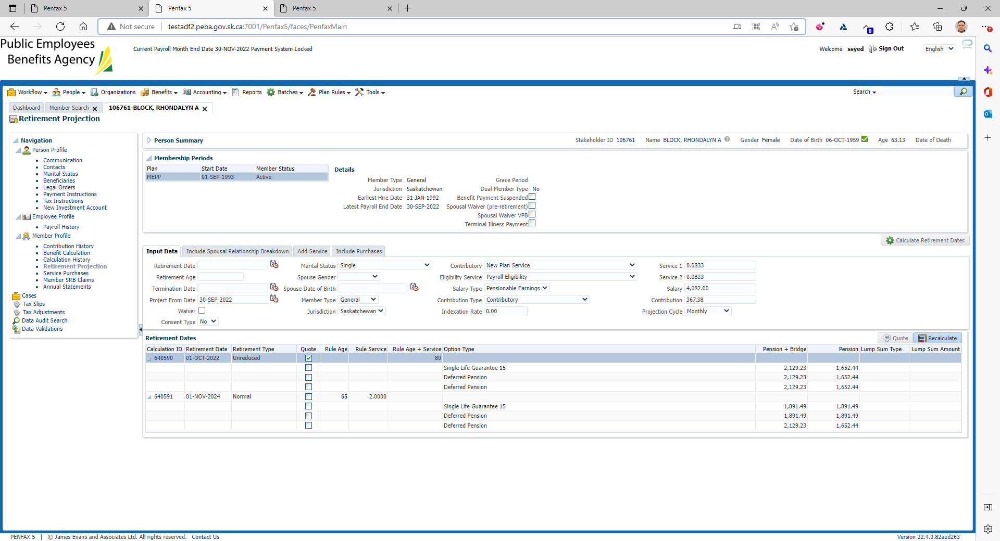 Penfax 5
Penfax 5
Penfax 5
Not secure testadf2.peba.gov.sk.ca:7001/Penfax5/faces/PenfaxMain
0
Public Employees
Benefits Agency
Current Payroll Month End Date 30-NOV-2022 Payment System Locked
Welcome ssyed Sign Out English
Workflow People Organizations Benefits Accounting Reports Batches Plan Rules Tools Search
Dashboard Member Search 106761-BLOCK, RHONDALYN A
Retirement Projection
Navigation
Person Profile
Communication
Contacts
Marital Status
Beneficiaries
Legal Orders
Payment Instructions
Tax Instructions
New Investment Account
Employee Profile
Payroll History
Member Profile
Contribution History
Benefit Calculation
Calculation History
Retirement Projection
Service Purchases
Member SRB Claims
Annual Statements
Cases
Tax Slips
Tax Adjustments
Data Audit Search
Data Validations
Person Summary Stakeholder ID 106761 Name BLOCK, RHONDALYN A Gender Female Date of Birth 06-OCT-1959 Age 63.13 Date of Death
Membership Periods
Plan Start Date Member Status
MEPP 01-SEP-1993 Active
Details
Member Type General Grace Period
Jurisdiction Saskatchewan Dual Member Type No
Earliest Hire Date 31-JAN-1992 Benefit Payment Suspended
Latest Payroll End Date 30-SEP-2022 Spousal Waiver (pre-retirement)
Spousal Waiver VPB
Terminal Illness Payment
Calculate Retirement Dates
Input Data Include Spousal Relationship Breakdown Add Service Include Purchases
Retirement Date Marital Status Single Contributory New Plan Service Service 1 0.0833
Retirement Age Spouse Gender Eligibility Service Payroll Eligibility Service 2 0.0833
Termination Date Spouse Date of Birth Salary Type Pensionable Earnings Salary 4,082.00
Project From Date 30-SEP-2022 Member Type General Contribution Type Contributory Contribution 367.38
Waiver Jurisdiction Saskatchewan Indexation Rate 0.00 Projection Cycle Monthly
Consent Type No
Retirement Dates Quote Recalculate
Calculation ID Retirement Date Retirement Type Quote Rule Age Rule Service Rule Age + Service Option Type Pension + Bridge Pension Lump Sum Type Lump Sum Amount
640590 01-OCT-2022 Unreduced 80
Single Life Guarantee 15 2,129.23 1,652.44
Deferred Pension 2,129.23 1,652.44
Deferred Pension 2,129.23 1,652.44
640591 01-NOV-2024 Normal 65 2.0000
Single Life Guarantee 15 1,891.49 1,891.49
Deferred Pension 1,891.49 1,891.49
Deferred Pension 2,129.23 1,652.44
PENFAX 5 | © James Evans and Associates Ltd. All rights reserved. Contact Us Version 22.4.0.82aed263